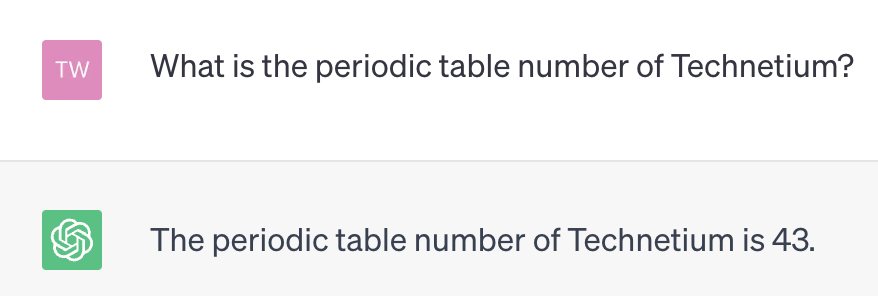 TW
What is the periodic table number of Technetium?
The periodic table number of Technetium is 43.